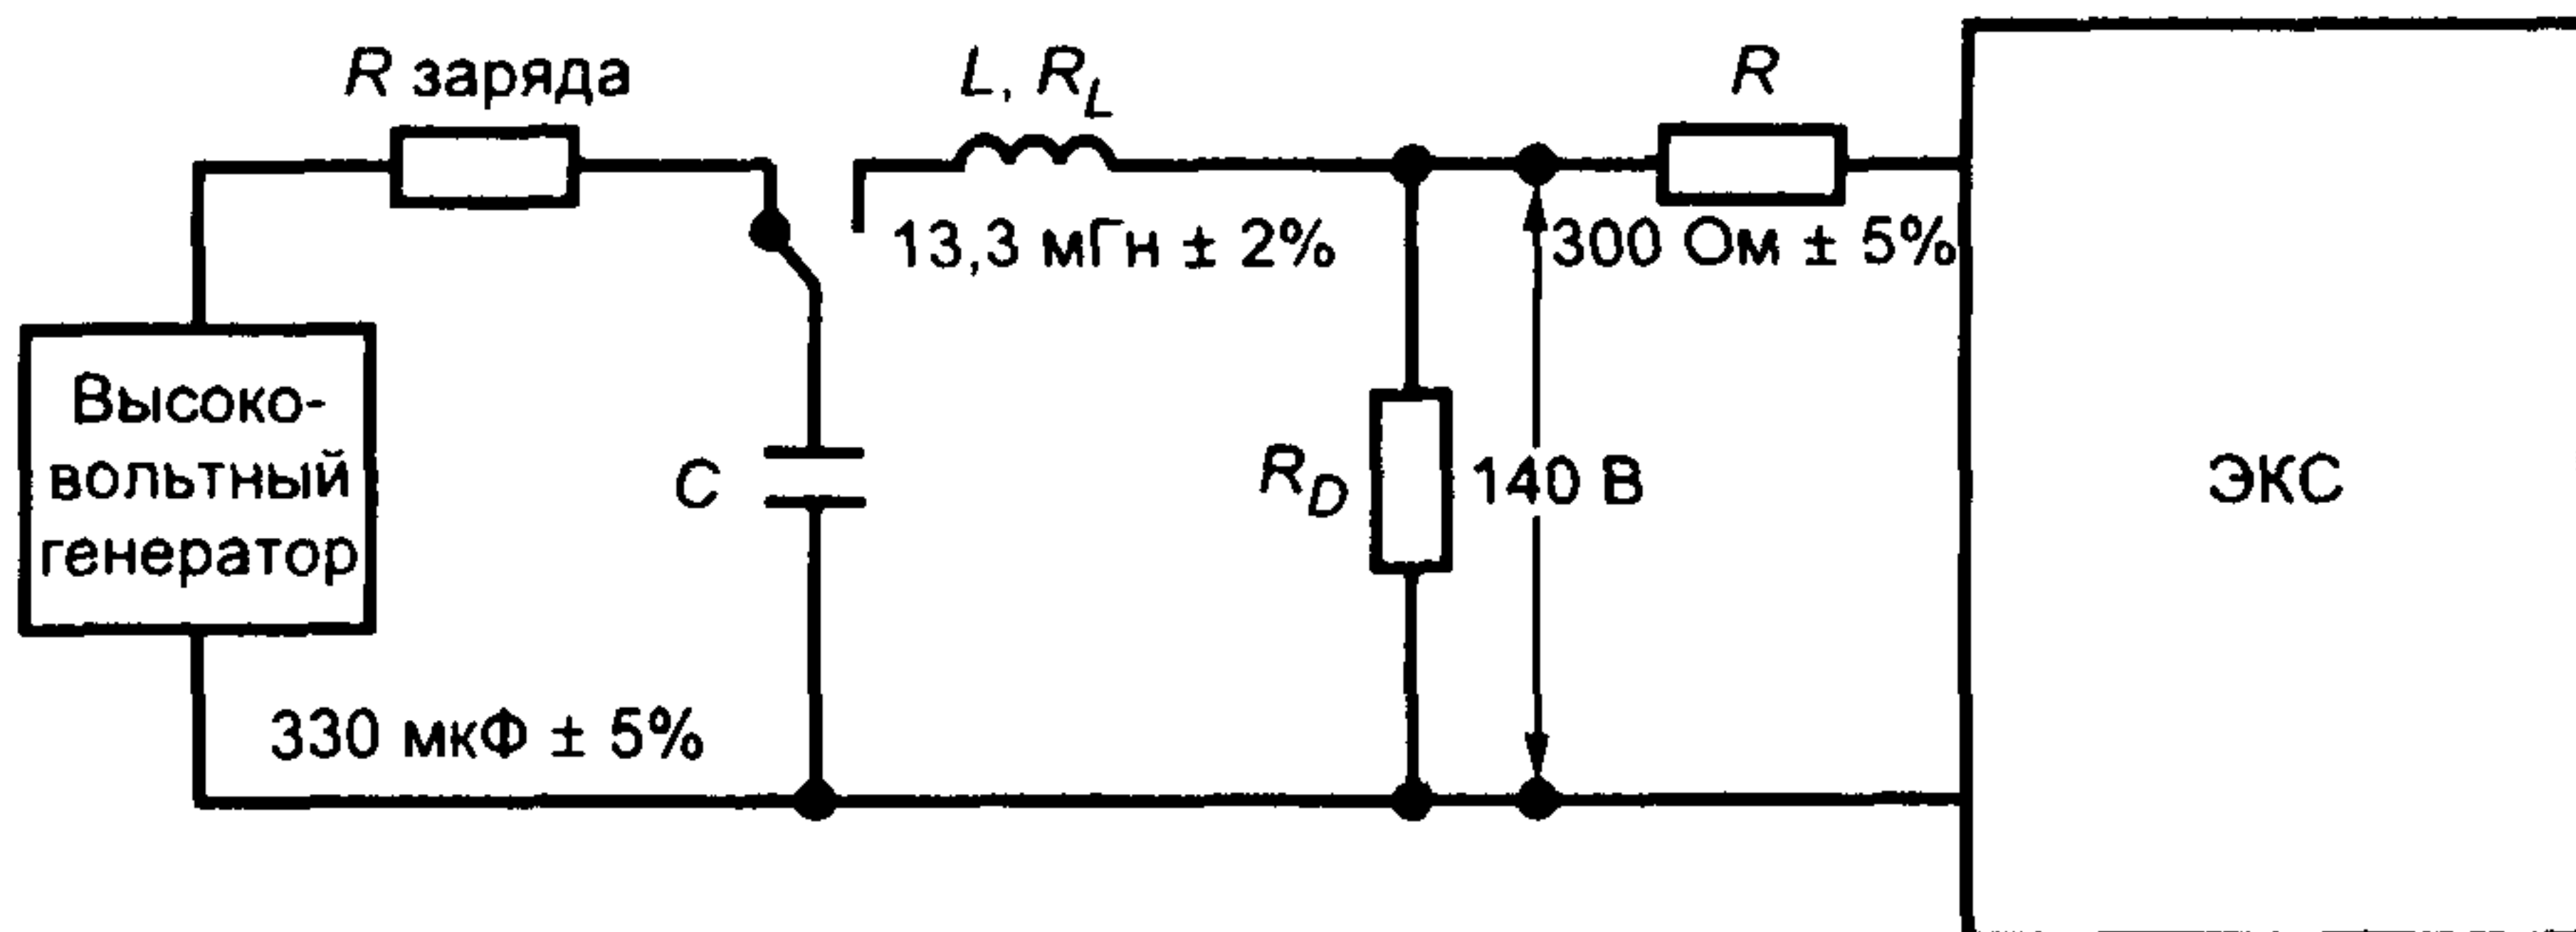 R заряда
L, R_L
R
13,3 мГн ± 2%
300 Ом ± 5%
Высоко-
вольтный
генератор
C
R_D
140 В
ЭКС
330 мкФ ± 5%